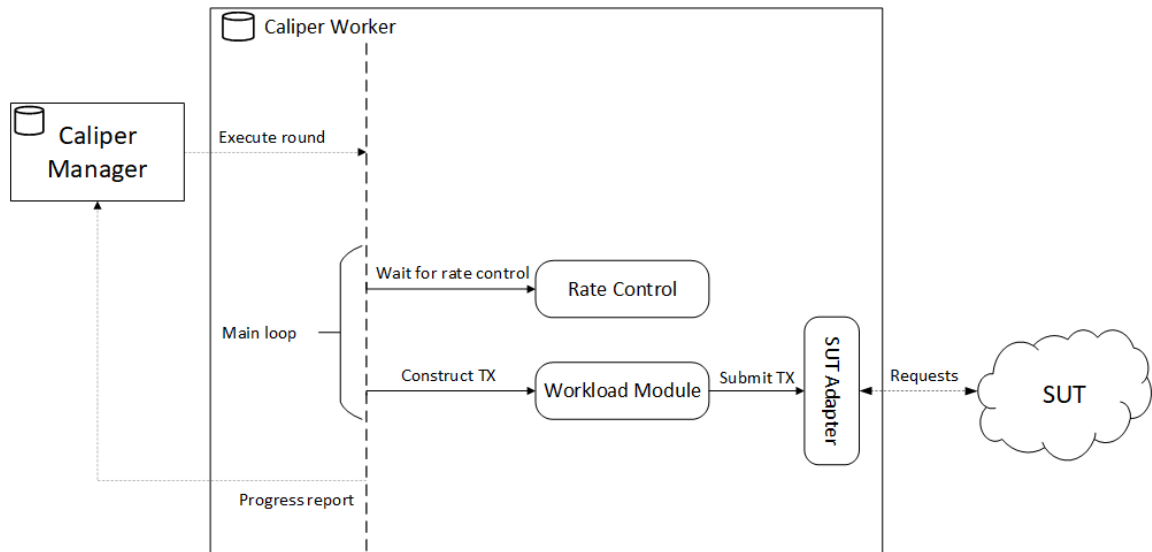 Caliper Worker
Caliper
Manager
Execute round
Wait for rate control
Rate Control
Main loop
Construct TX
Workload Module
Submit TX
SUT Adapter
Requests
SUT
Progress report